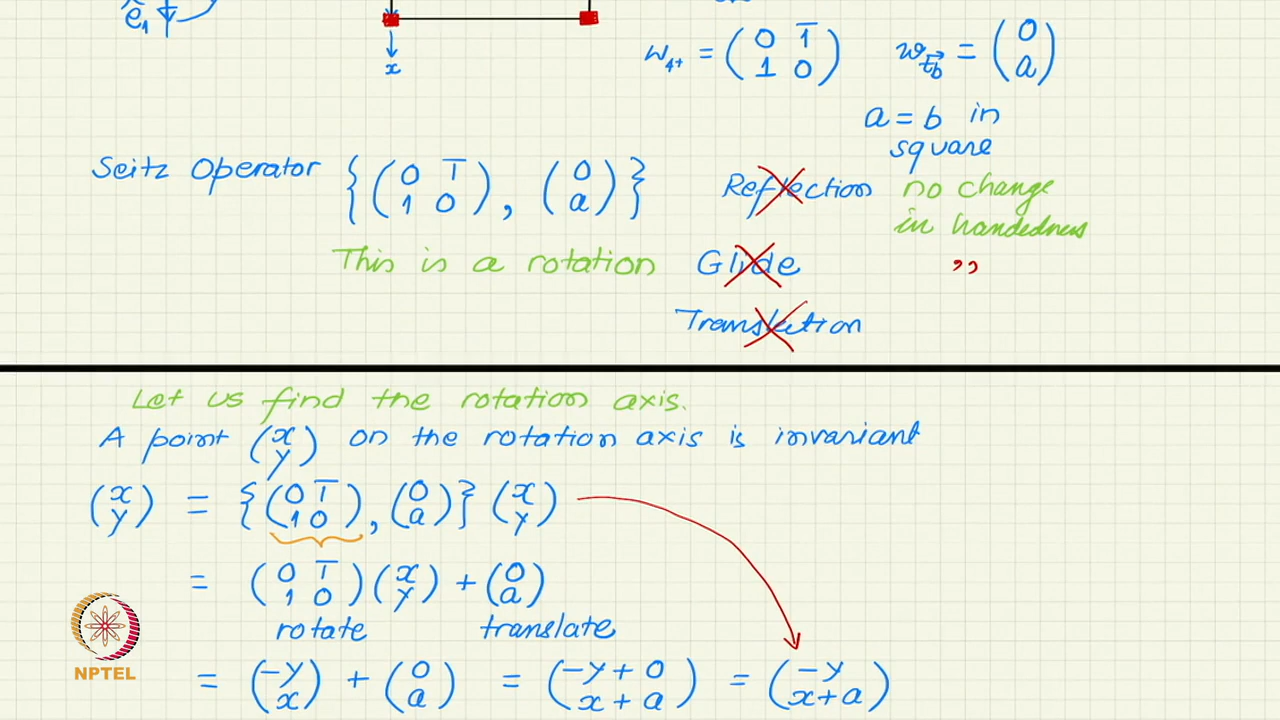 ê₁
x
W₄₊ = (0 1̅ / 1 0) w_t⃗b = (0 / a)
a = b in
square
Seitz Operator {(0 1̅ / 1 0), (0 / a)}
Reflection no change
in handedness
This is a rotation Glide ,,
Translation
Let us find the rotation axis.
A point (x / y) on the rotation axis is invariant
(x / y) = {(0 1̅ / 1 0), (0 / a)} (x / y)
= (0 1̅ / 1 0)(x / y) + (0 / a)
rotate translate
= (-y / x) + (0 / a) = (-y + 0 / x + a) = (-y / x+a)
NPTEL